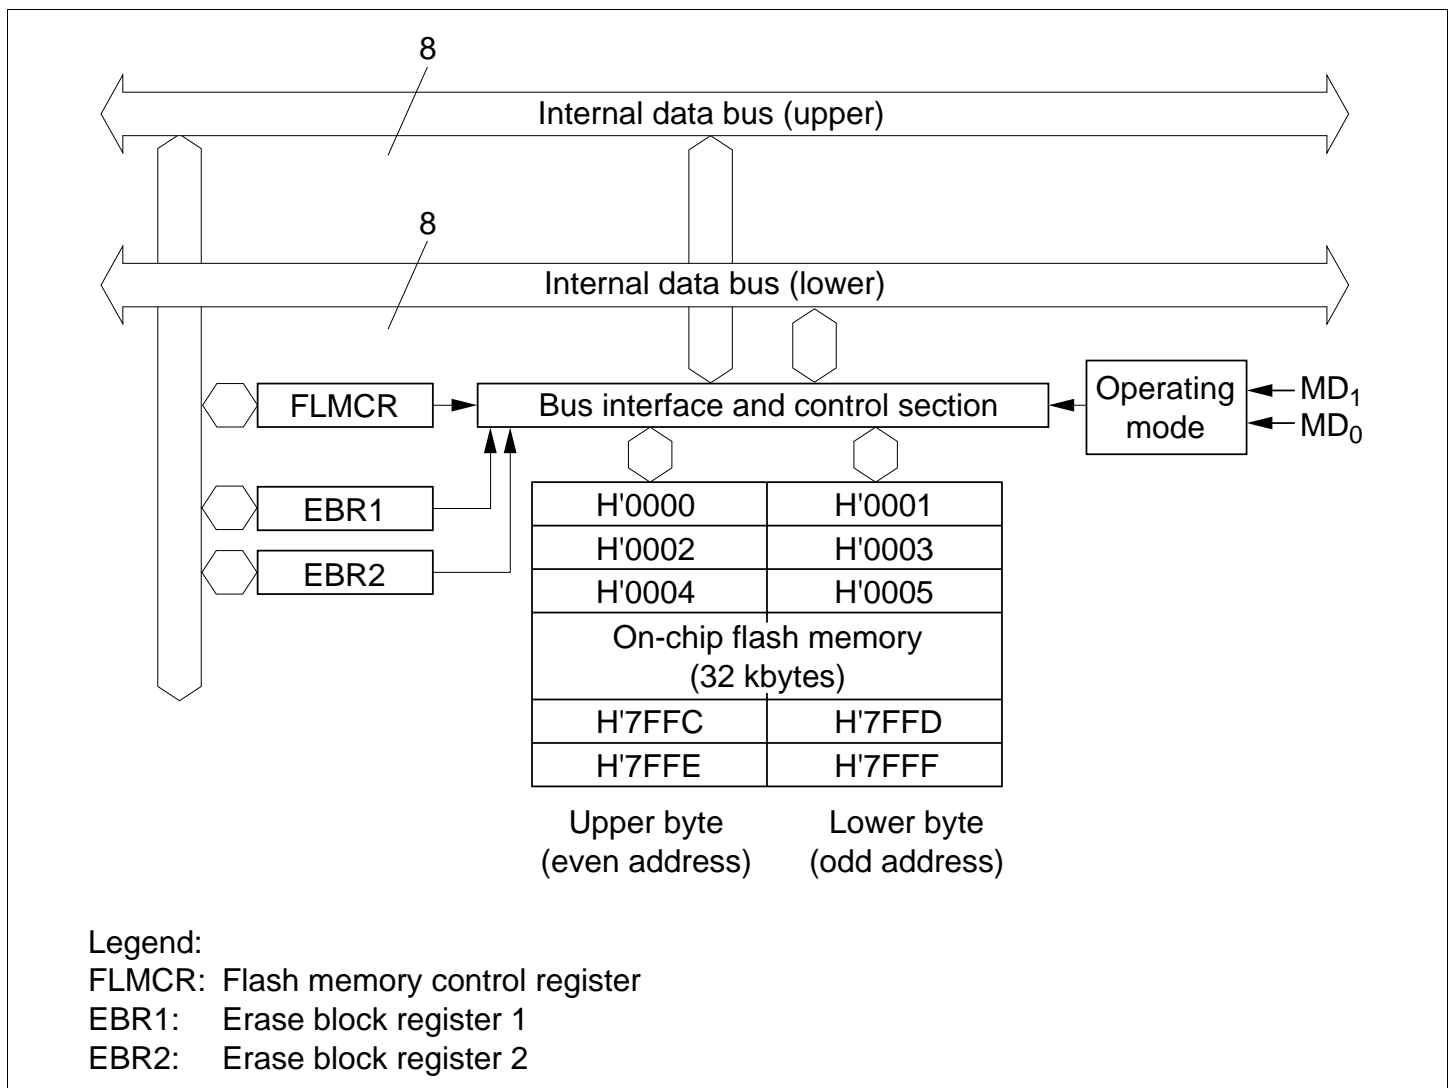 8
Internal data bus (upper)
8
Internal data bus (lower)
FLMCR
Bus interface and control section
Operating
mode
MD1
MD0
EBR1
EBR2
H'0000 H'0001
H'0002 H'0003
H'0004 H'0005
On-chip flash memory
(32 kbytes)
H'7FFC H'7FFD
H'7FFE H'7FFF
Upper byte
(even address)
Lower byte
(odd address)
Legend:
FLMCR: Flash memory control register
EBR1: Erase block register 1
EBR2: Erase block register 2